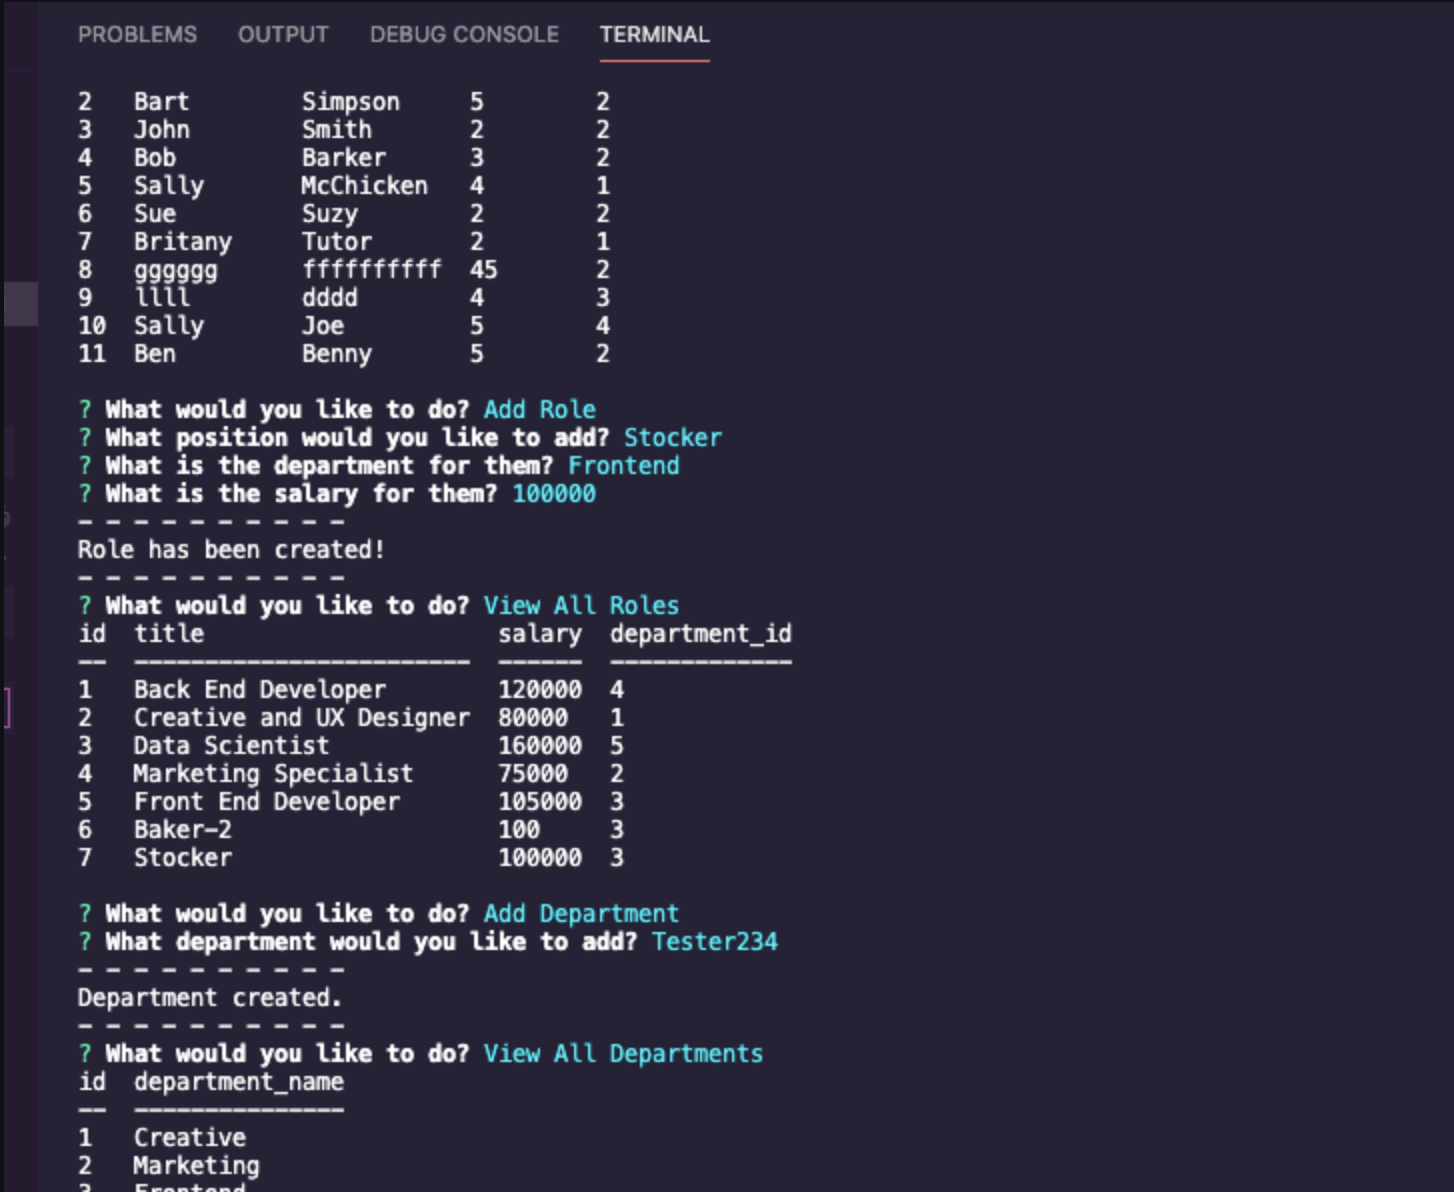 PROBLEMS OUTPUT DEBUG CONSOLE TERMINAL
2 Bart Simpson 5 2
3 John Smith 2 2
4 Bob Barker 3 2
5 Sally McChicken 4 1
6 Sue Suzy 2 2
7 Britany Tutor 2 1
8 gggggg ffffffffff 45 2
9 llll dddd 4 3
10 Sally Joe 5 4
11 Ben Benny 5 2
? What would you like to do? Add Role
? What position would you like to add? Stocker
? What is the department for them? Frontend
? What is the salary for them? 100000
- - - - - - - - - -
Role has been created!
- - - - - - - - - -
? What would you like to do? View All Roles
id title salary department_id
-- ------------------------ ------ -------------
1 Back End Developer 120000 4
2 Creative and UX Designer 80000 1
3 Data Scientist 160000 5
4 Marketing Specialist 75000 2
5 Front End Developer 105000 3
6 Baker-2 100 3
7 Stocker 100000 3
? What would you like to do? Add Department
? What department would you like to add? Tester234
- - - - - - - - - -
Department created.
- - - - - - - - - -
? What would you like to do? View All Departments
id department_name
-- ---------------
1 Creative
2 Marketing
3 Frontend